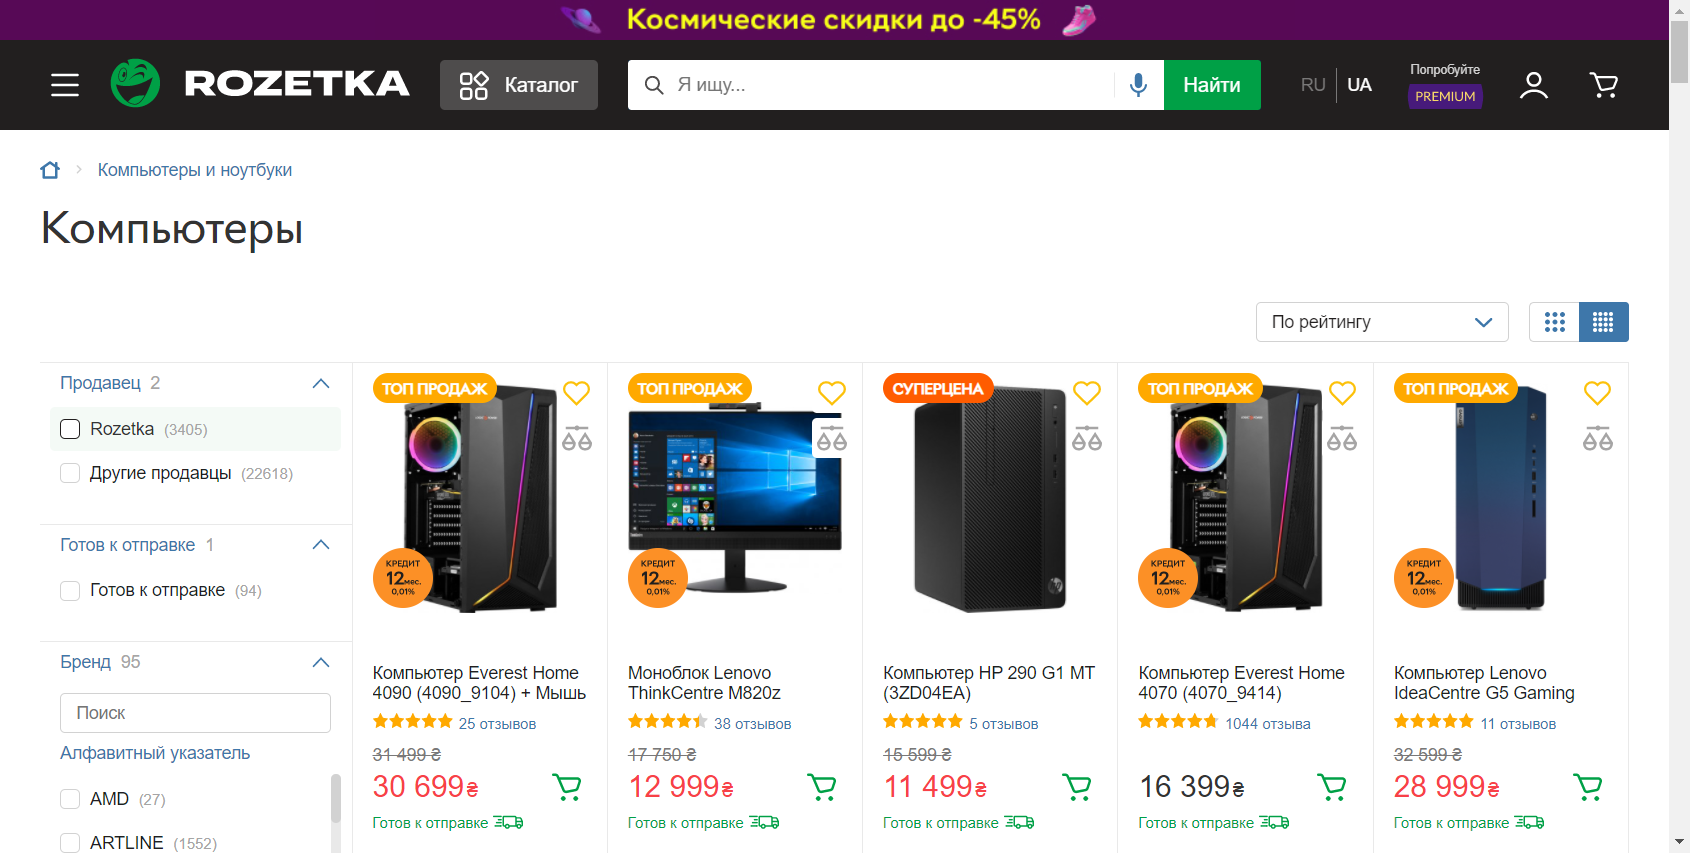 Космические скидки до -45%
ROZETKA
Каталог
Я ищу...
Найти
RU
UA
Попробуйте
PREMIUM
Компьютеры и ноутбуки
Компьютеры
По рейтингу
Продавец 2
Rozetka (3405)
Другие продавцы (22618)
Готов к отправке 1
Готов к отправке (94)
Бренд 95
Поиск
Алфавитный указатель
AMD (27)
ARTLINE (1552)
ТОП ПРОДАЖ
КРЕДИТ
12 мес.
0,01%
Компьютер Everest Home
4090 (4090_9104) + Мышь
25 отзывов
31 499 ₴
30 699 ₴
Готов к отправке
ТОП ПРОДАЖ
КРЕДИТ
12 мес.
0,01%
Моноблок Lenovo
ThinkCentre M820z
38 отзывов
17 750 ₴
12 999 ₴
Готов к отправке
СУПЕРЦЕНА
Компьютер HP 290 G1 MT
(3ZD04EA)
5 отзывов
15 599 ₴
11 499 ₴
Готов к отправке
ТОП ПРОДАЖ
КРЕДИТ
12 мес.
0,01%
Компьютер Everest Home
4070 (4070_9414)
1044 отзыва
16 399 ₴
Готов к отправке
ТОП ПРОДАЖ
КРЕДИТ
12 мес.
0,01%
Компьютер Lenovo
IdeaCentre G5 Gaming
11 отзывов
32 599 ₴
28 999 ₴
Готов к отправке